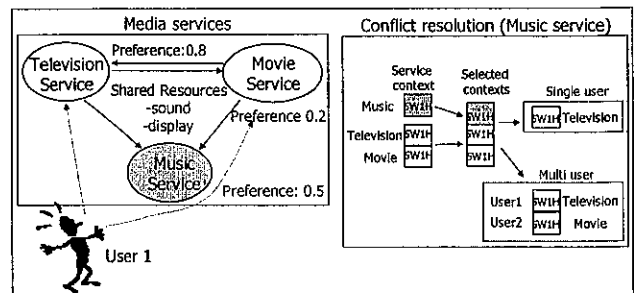 Media services
Preference:0.8
Television
Service
Movie
Service
Shared Resources
-sound
-display
Preference 0.2
Music
Service
Preference: 0.5
User 1
Conflict resolution (Music service)
Service
context
Selected
contexts
Music
5W1H
5W1H
Television
5W1H
5W1H
Movie
5W1H
5W1H
Single user
5W1H Television
Multi user
User1 5W1H Television
User2 5W1H Movie